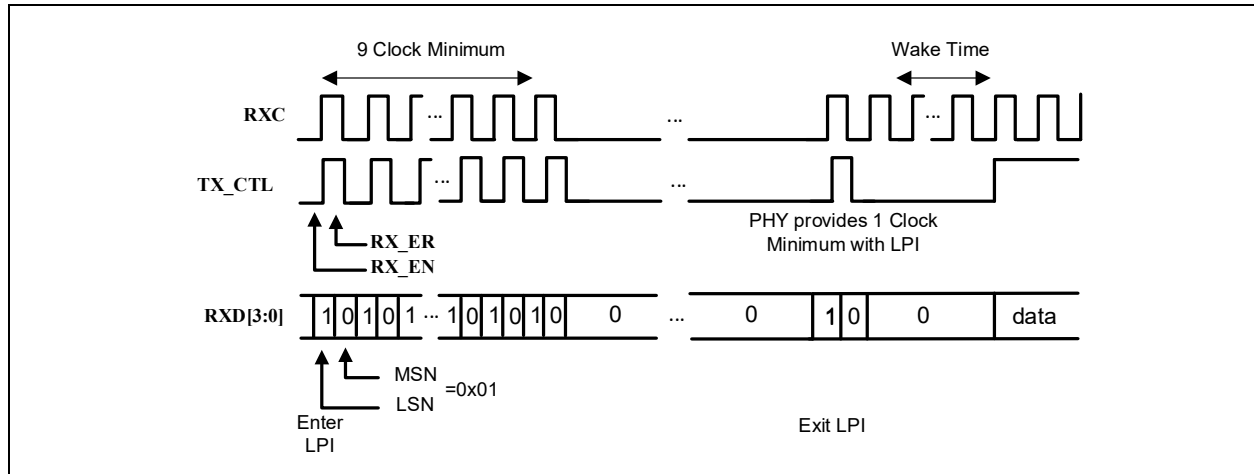 9 Clock Minimum
Wake Time
RXC
...
...
...
TX_CTL
...
...
PHY provides 1 Clock
Minimum with LPI
RX_ER
RX_EN
RXD[3:0]
1 0 1 0 1 ... 1 0 1 0 1 0 0 ... 0 1 0 0 data
MSN
=0x01
LSN
Enter
LPI
Exit LPI